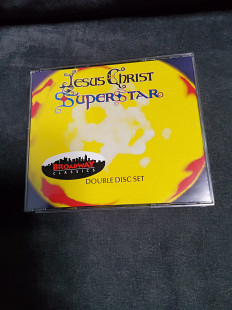 Jesus Christ
Superstar
BROADWAY
CLASSICS
DOUBLE DISC SET